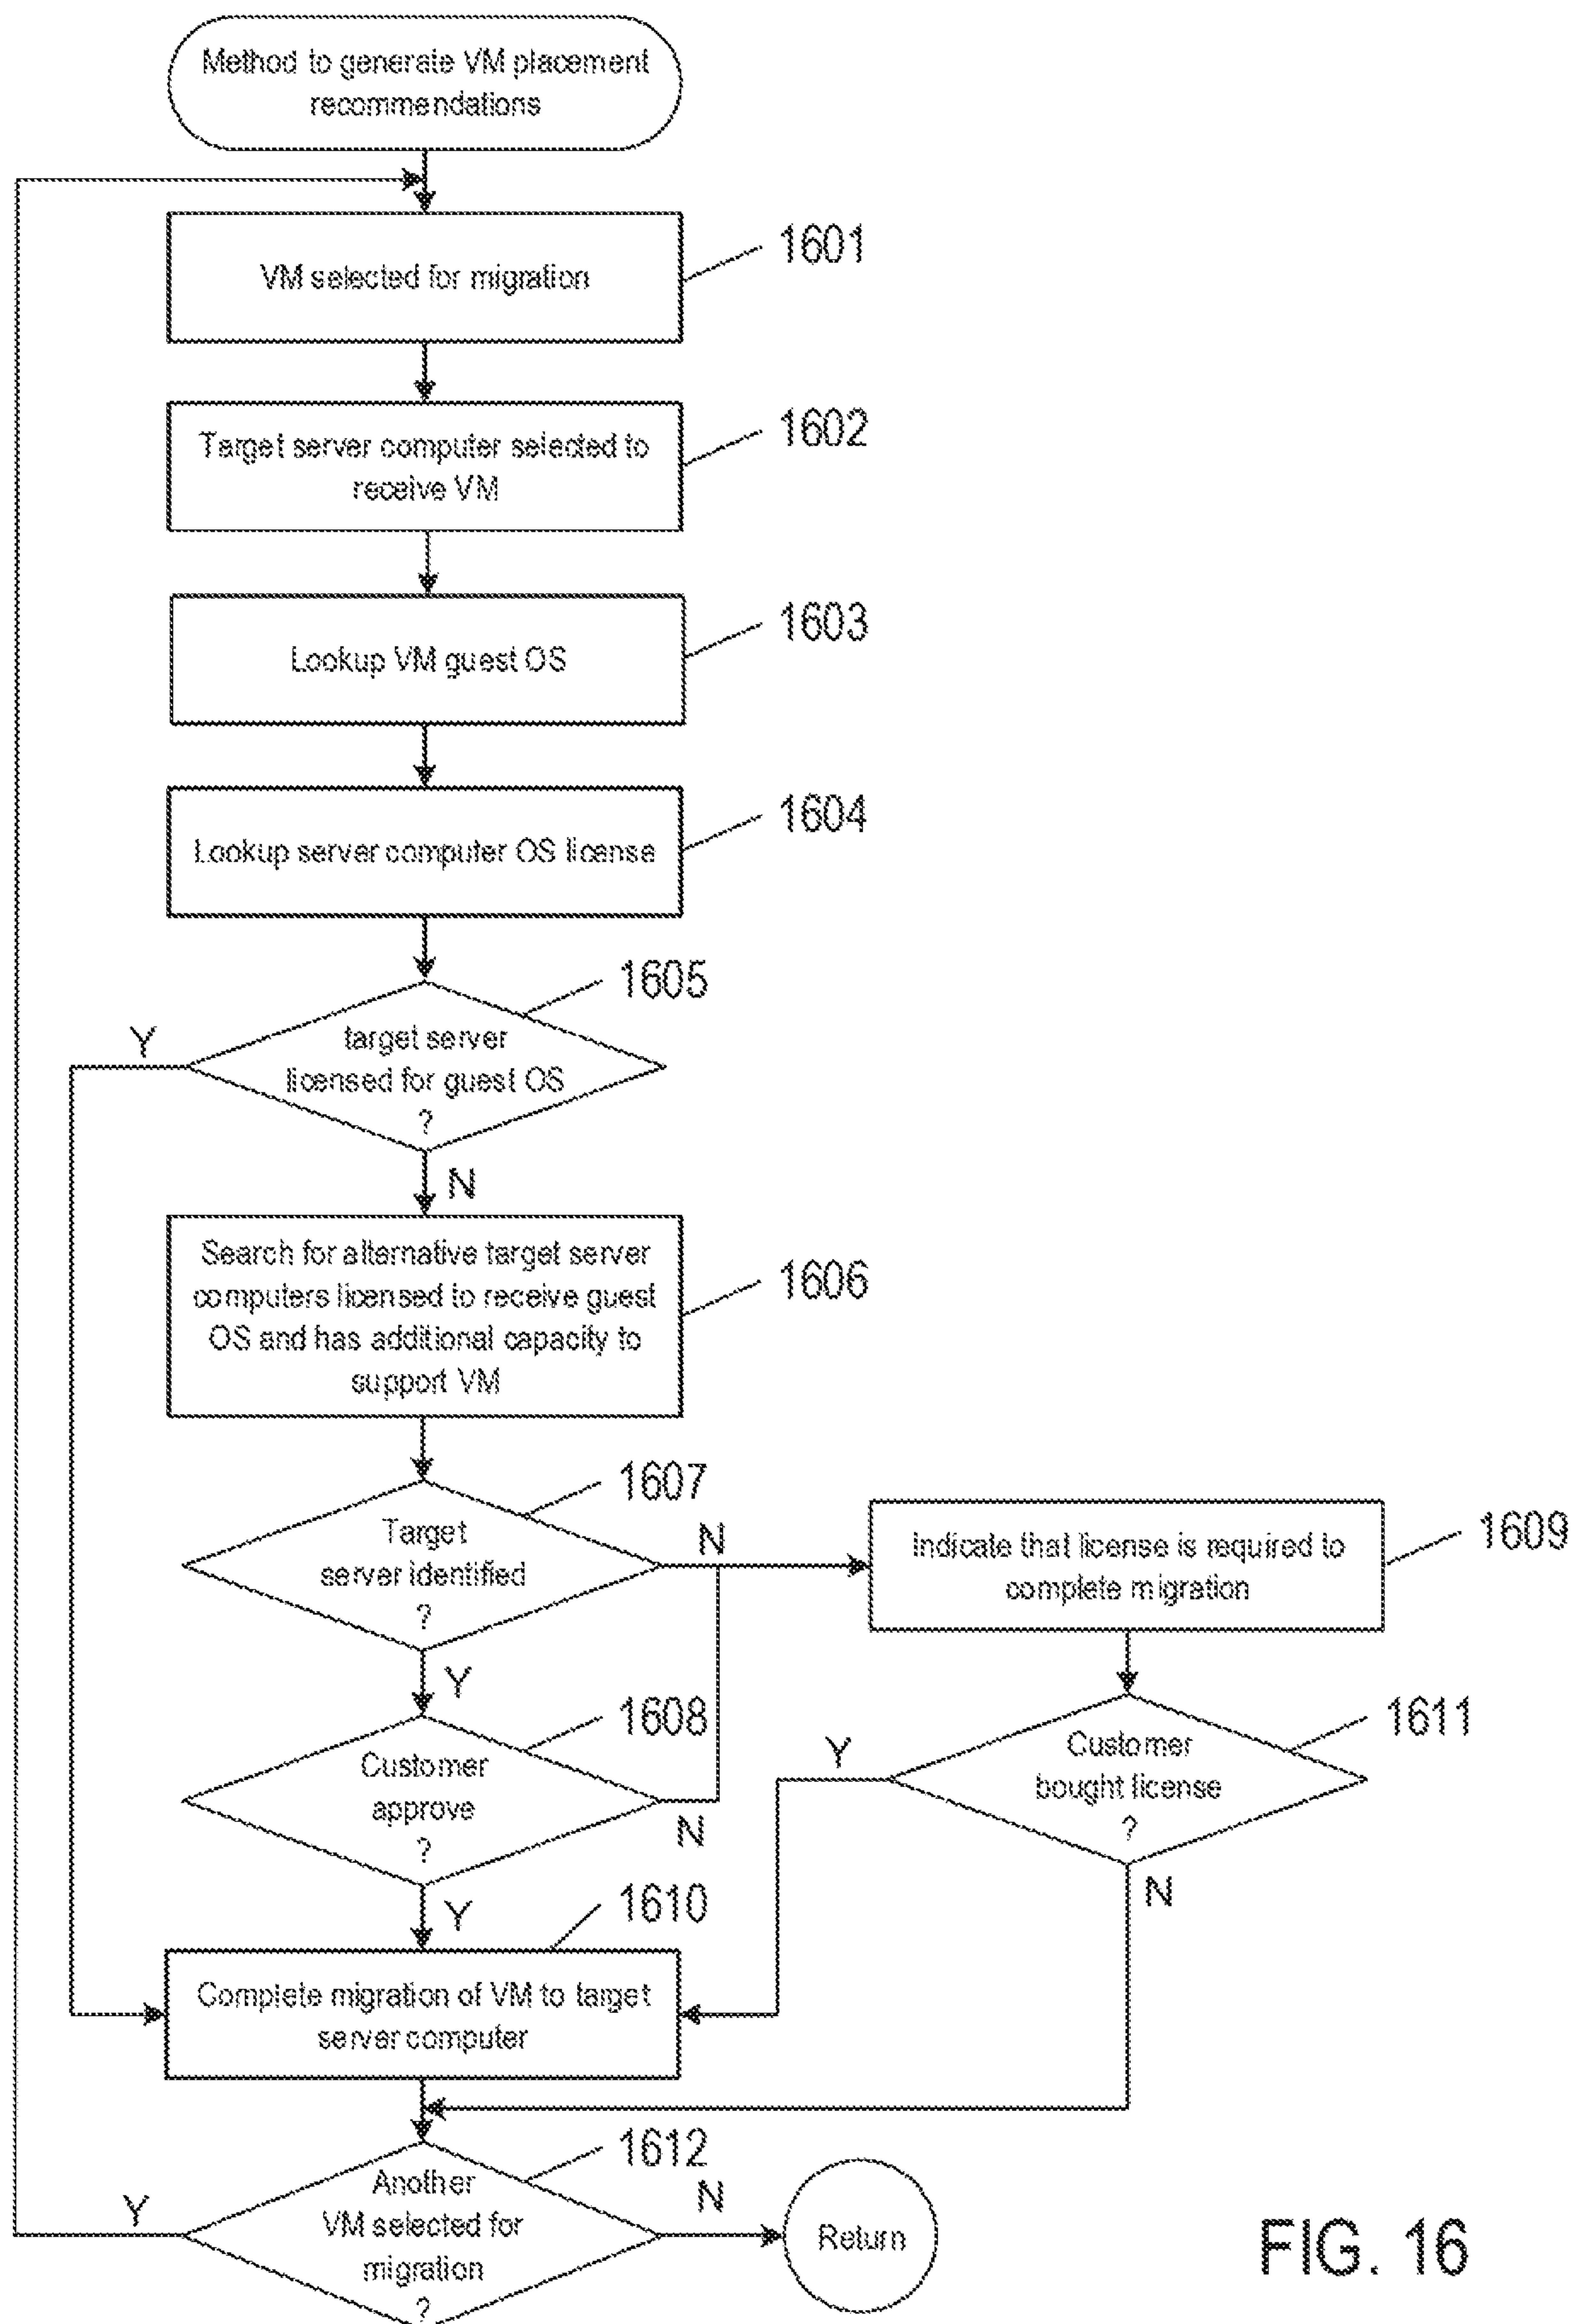 Method to generate VM placement
recommendations
VM selected for migration
1601
Target server computer selected to
receive VM
1602
Lookup VM guest OS
1603
Lookup server computer OS license
1604
target server
licensed for guest OS
?
1605
Y
N
Search for alternative target server
computers licensed to receive guest
OS and has additional capacity to
support VM
1606
Target
server identified
?
1607
N
Y
Indicate that license is required to
complete migration
1609
Customer
approve
?
1608
N
Y
Customer
bought license
?
1611
Y
N
Complete migration of VM to target
server computer
1610
Another
VM selected for
migration
?
1612
Y
N
Return
FIG. 16